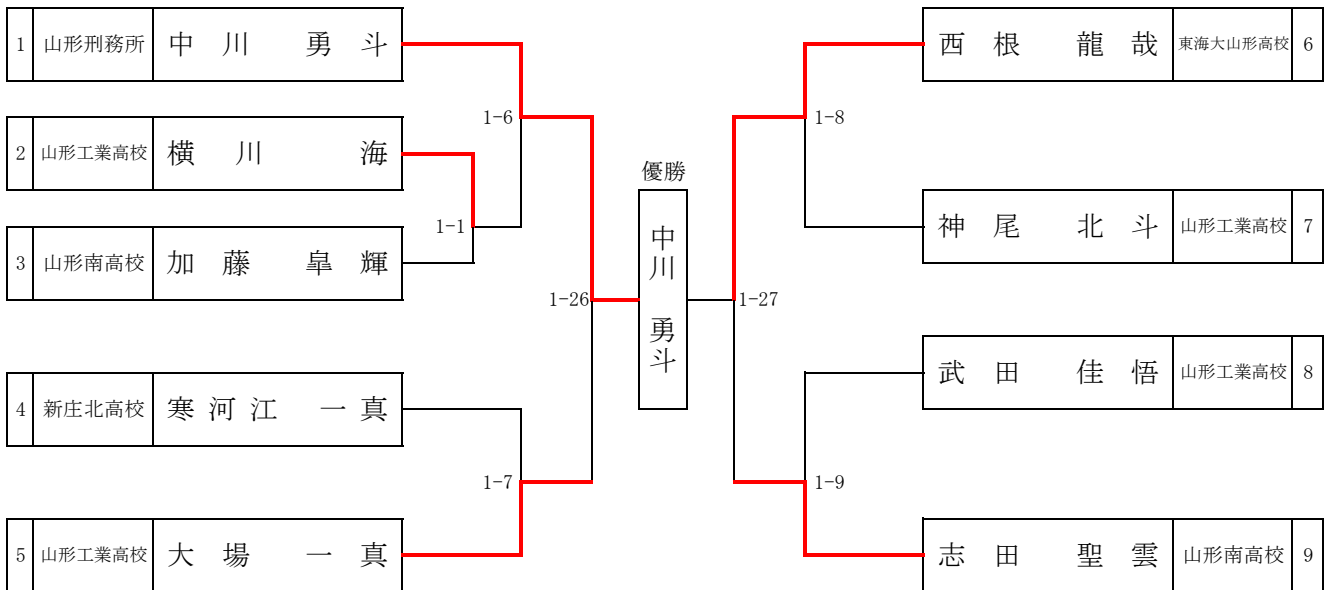 1 山形刑務所 中川 勇斗
2 山形工業高校 横川 海
3 山形南高校 加藤 皐輝
4 新庄北高校 寒河江 一真
5 山形工業高校 大場 一真
1-6
1-1
1-26
1-7
優勝
中川 勇斗
1-8
1-27
1-9
西根 龍哉 東海大山形高校 6
神尾 北斗 山形工業高校 7
武田 佳悟 山形工業高校 8
志田 聖雲 山形南高校 9